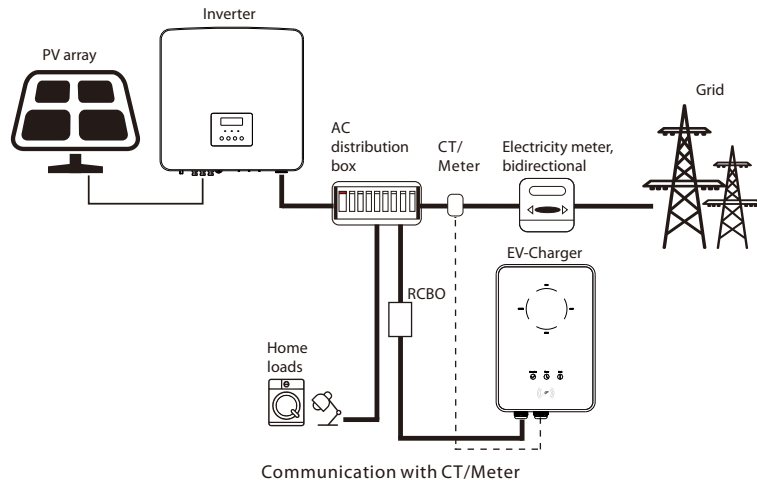 Inverter
PV array
Grid
AC
distribution
box
CT/
Meter
Electricity meter,
bidirectional
EV-Charger
RCBO
Home
loads
Communication with CT/Meter